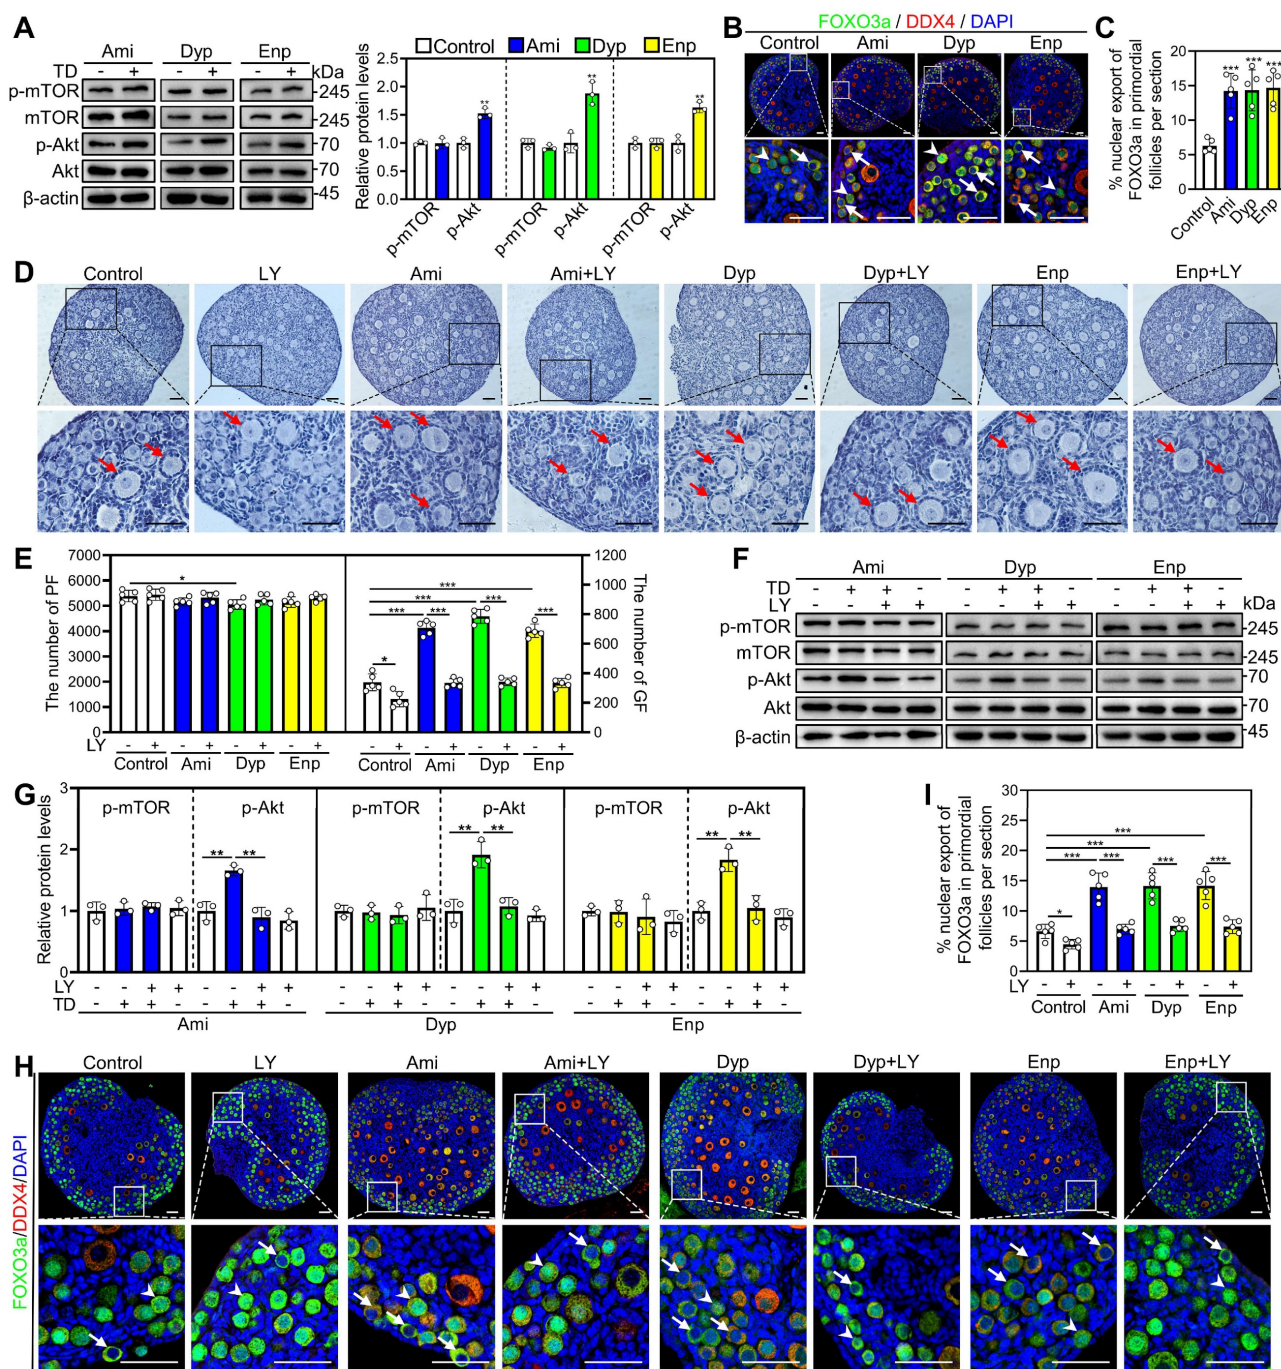 A
Ami Dyp Enp
TD - + - + - + kDa
p-mTOR 245
mTOR 245
p-Akt 70
Akt 70
β-actin 45
Control Ami Dyp Enp
Relative protein levels
2.5
2.0
1.5
1.0
0.5
0.0
** ** **
p-mTOR p-Akt p-mTOR p-Akt p-mTOR p-Akt
B
FOXO3a / DDX4 / DAPI
Control Ami Dyp Enp
C
% nuclear export of
FOXO3a in primordial
follicles per section
20
15
10
5
0
*** *** ***
Control Ami Dyp Enp
D
Control LY Ami Ami+LY Dyp Dyp+LY Enp Enp+LY
E
The number of PF
7000
6000
5000
4000
3000
2000
1000
0
*
LY - + - + - + - +
Control Ami Dyp Enp
The number of GF
1200
1000
800
600
400
200
0
***
***
*** *** *** ***
*
- + - + - + - +
Control Ami Dyp Enp
F
Ami Dyp Enp
TD - + + - - + + - - + + -
LY - - + + - - + + - - + + kDa
p-mTOR 245
mTOR 245
p-Akt 70
Akt 70
β-actin 45
G
Relative protein levels
3
2
1
0
p-mTOR p-Akt p-mTOR p-Akt p-mTOR p-Akt
** ** ** ** ** **
LY - - + + - - + + - - + + - - + + - - + + - - + +
TD - + + - - + + - - + + - - + + - - + + - - + + -
Ami Dyp Enp
I
% nuclear export of
FOXO3a in primordial
follicles per section
30
25
20
15
10
5
0
***
***
*** *** *** ***
*
LY - + - + - + - +
Control Ami Dyp Enp
H
FOXO3a/DDX4/DAPI
Control LY Ami Ami+LY Dyp Dyp+LY Enp Enp+LY